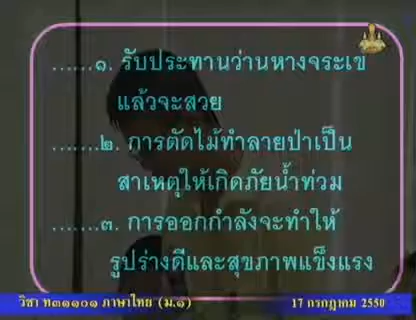 ......๑. รับประทานว่านหางจระเข้
แล้วจะสวย
.......๒. การตัดไม้ทำลายป่าเป็น
สาเหตุให้เกิดภัยน้ำท่วม
.......๓. การออกกำลังจะทำให้
รูปร่างดีและสุขภาพแข็งแรง
วิชา ท๓๑๑๐๑ ภาษาไทย (ม.๑) 17 กรกฎาคม 2550